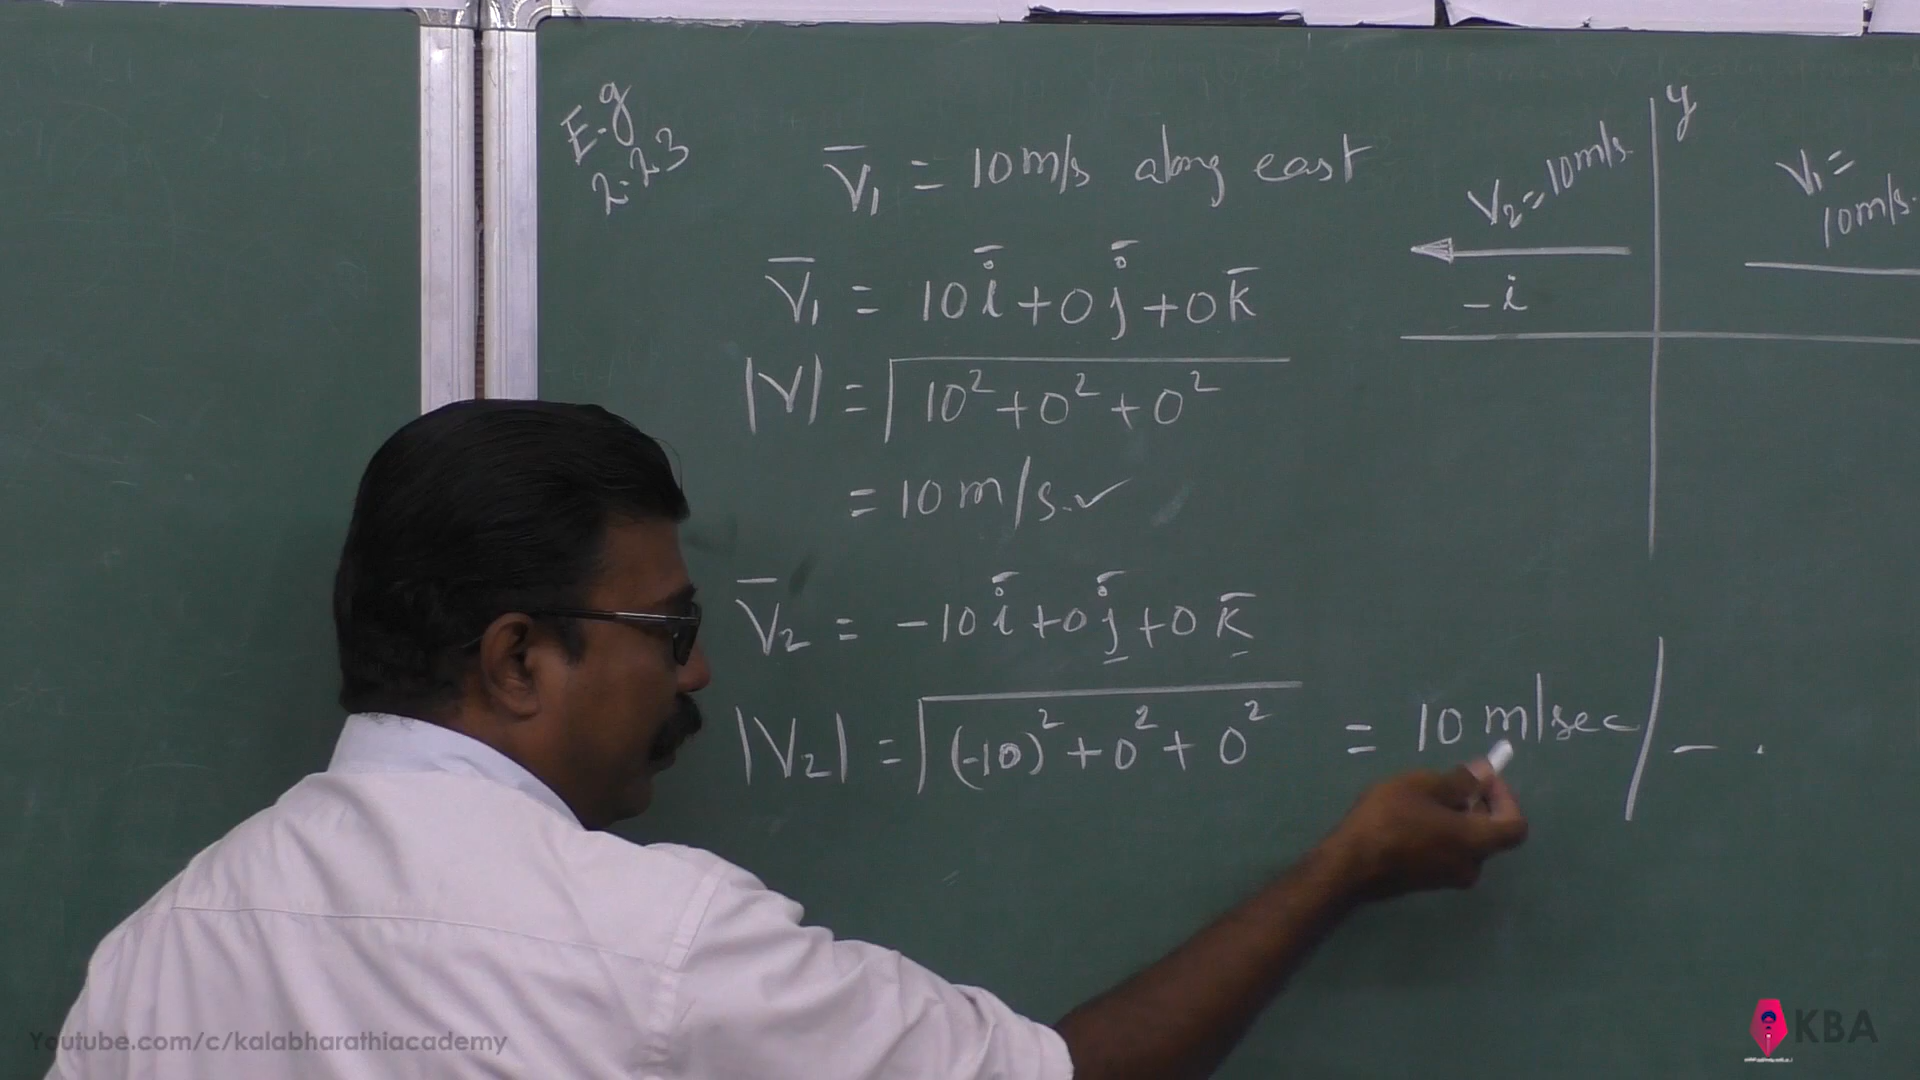 E.g
2.23
V̅₁ = 10 m/s along east
V̅₁ = 10 i̅ + 0 j̅ + 0 k̅
|V| = √10² + 0² + 0²
= 10 m/s. ✓
V̅₂ = -10 i̅ + 0 j̅ + 0 k̅
|V₂| = √(-10)² + 0² + 0² = 10 m/sec
y
V₂ = 10 m/s
-i
V₁ =
10 m/s.
Youtube.com/c/kalabharathiacademy
KBA